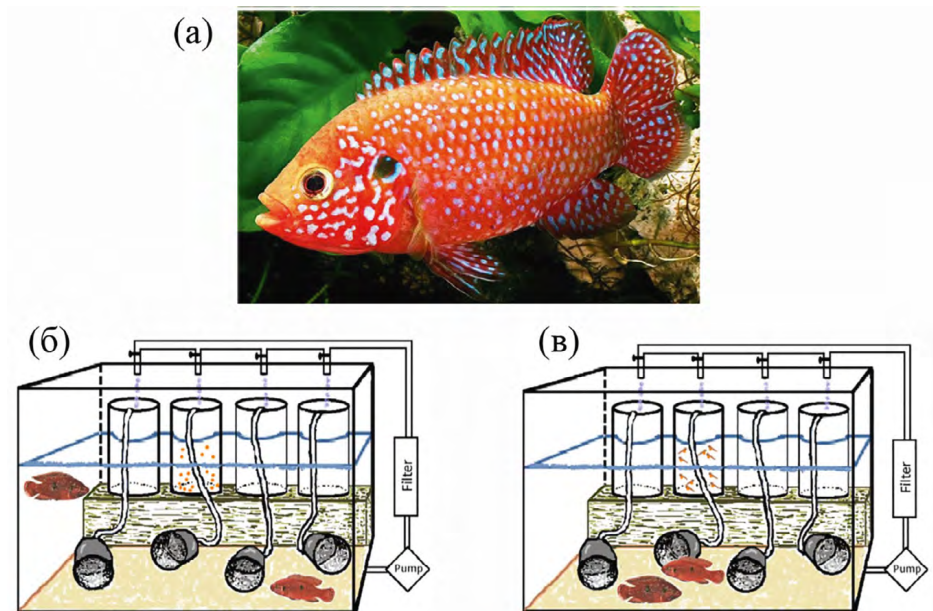 (а)
(б)
(в)
Filter
Filter
Pump
Pump